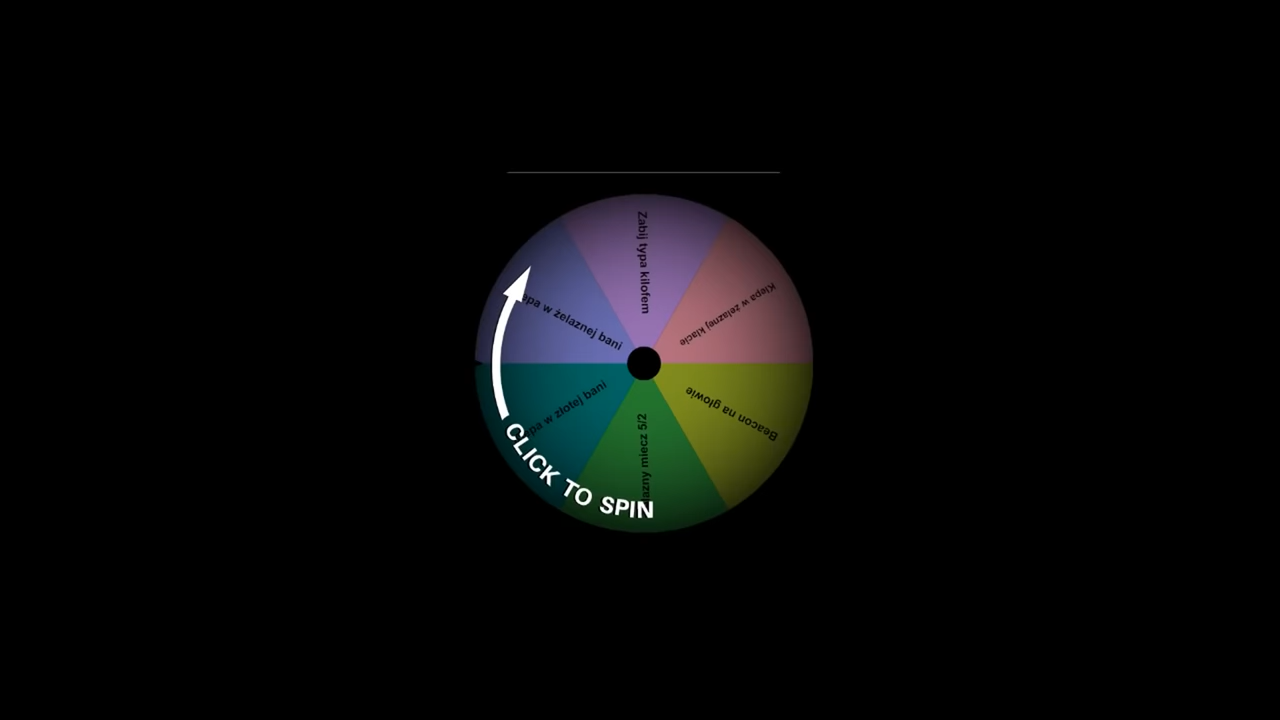 Zabij typa kilofem
Klepa w żelaznej klacie
Beacon na głowie
miecz 5/2
w złotej bani
w żelaznej bani
CLICK TO SPIN